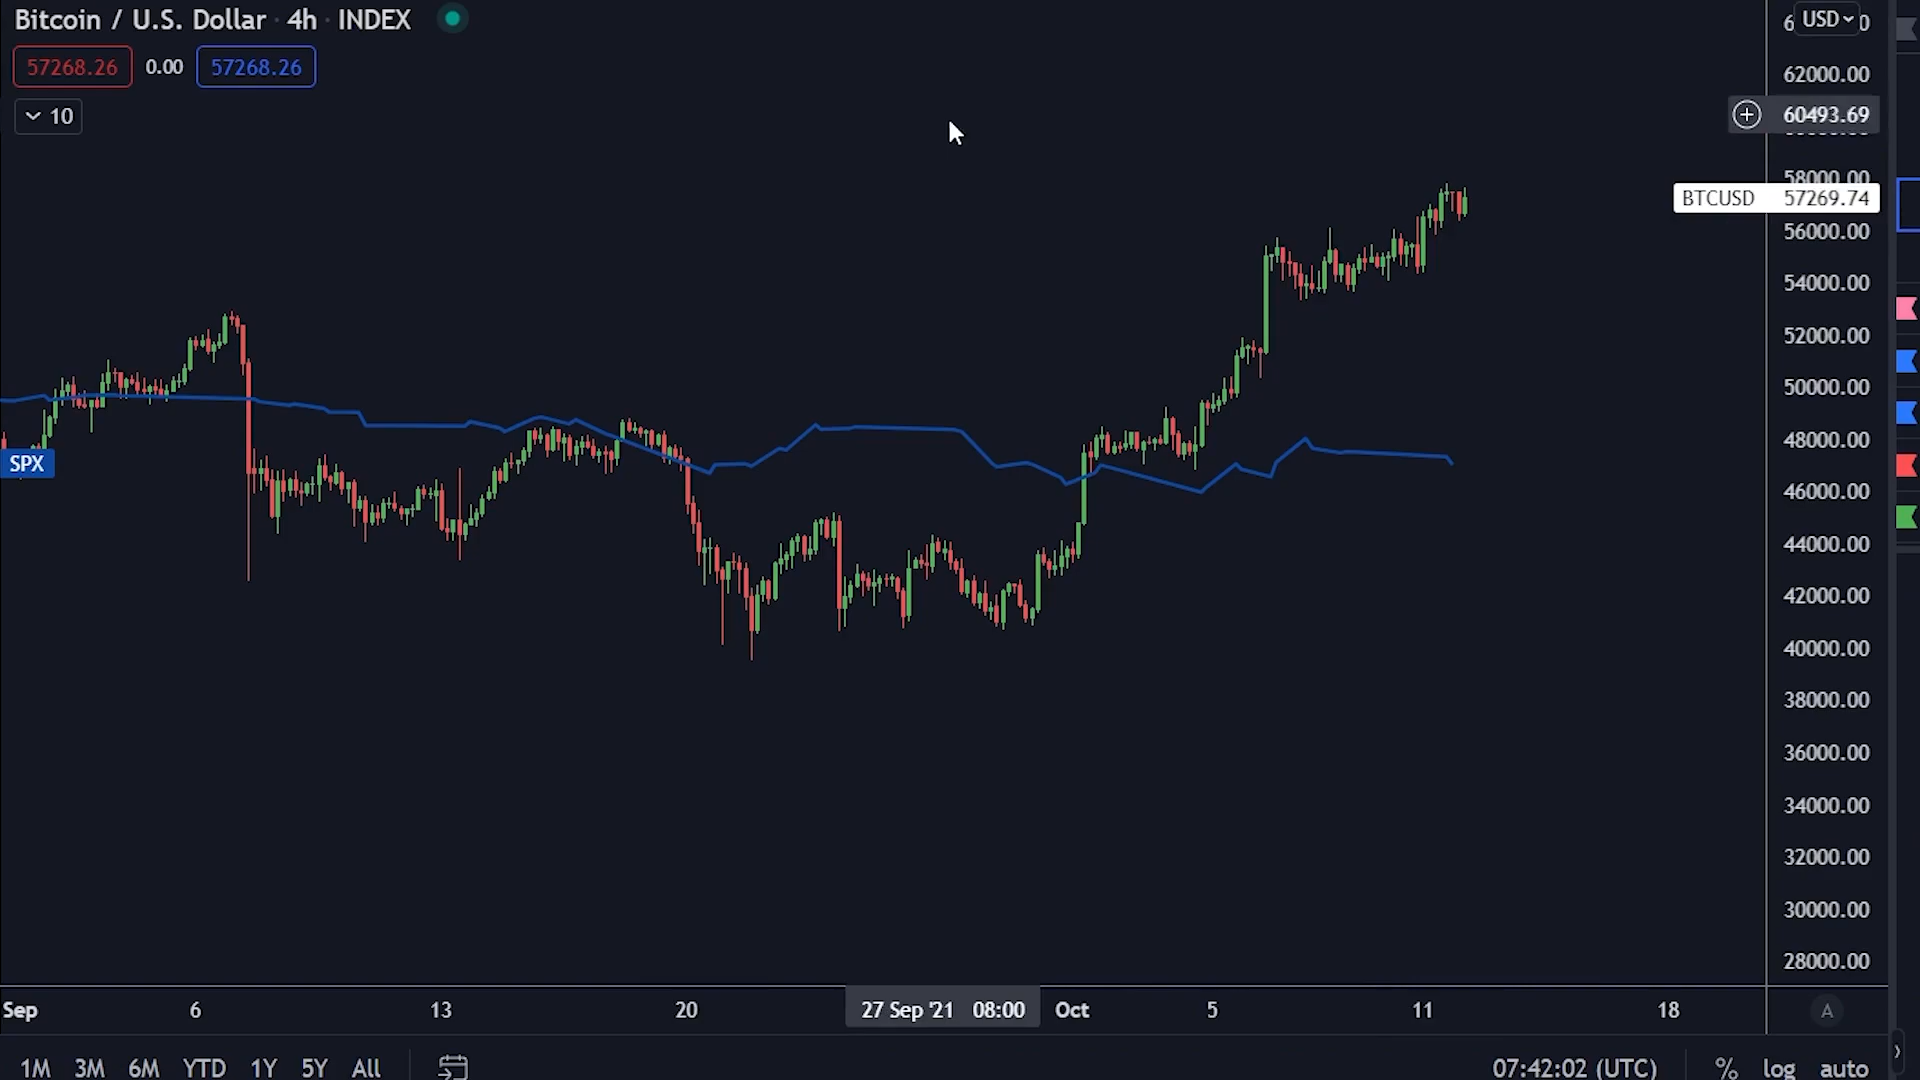 Bitcoin / U.S. Dollar · 4h · INDEX
57268.26 0.00 57268.26
10
USD
62000.00
60493.69
58000.00
BTCUSD 57269.74
56000.00
54000.00
52000.00
50000.00
48000.00
SPX
46000.00
44000.00
42000.00
40000.00
38000.00
36000.00
34000.00
32000.00
30000.00
28000.00
Sep 6 13 20 27 Sep '21 08:00 Oct 5 11 18 A
1M 3M 6M YTD 1Y 5Y All 07:42:02 (UTC) % log auto